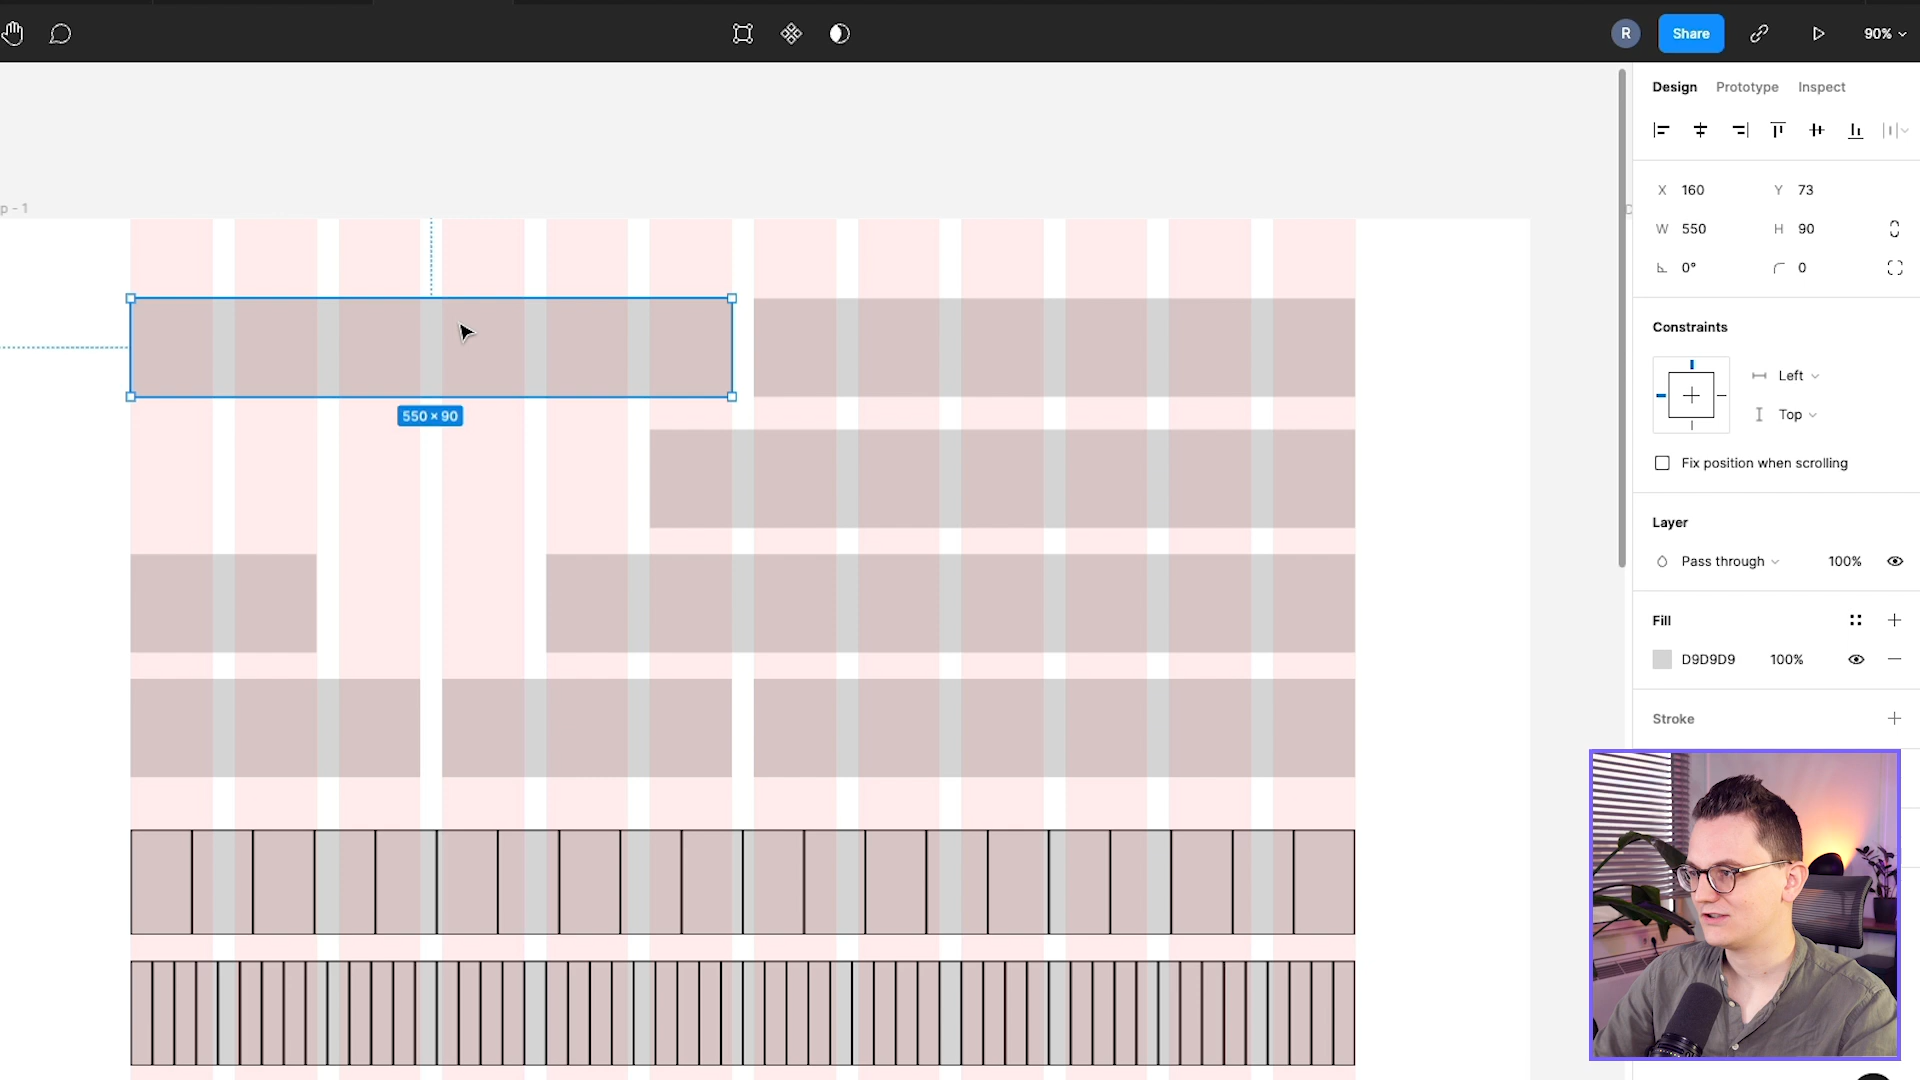 R
Share
90%
Design Prototype Inspect
X 160 Y 73
W 550 H 90
0° 0
Constraints
Left
Top
Fix position when scrolling
Layer
Pass through 100%
Fill
D9D9D9 100%
Stroke
p - 1
550 × 90